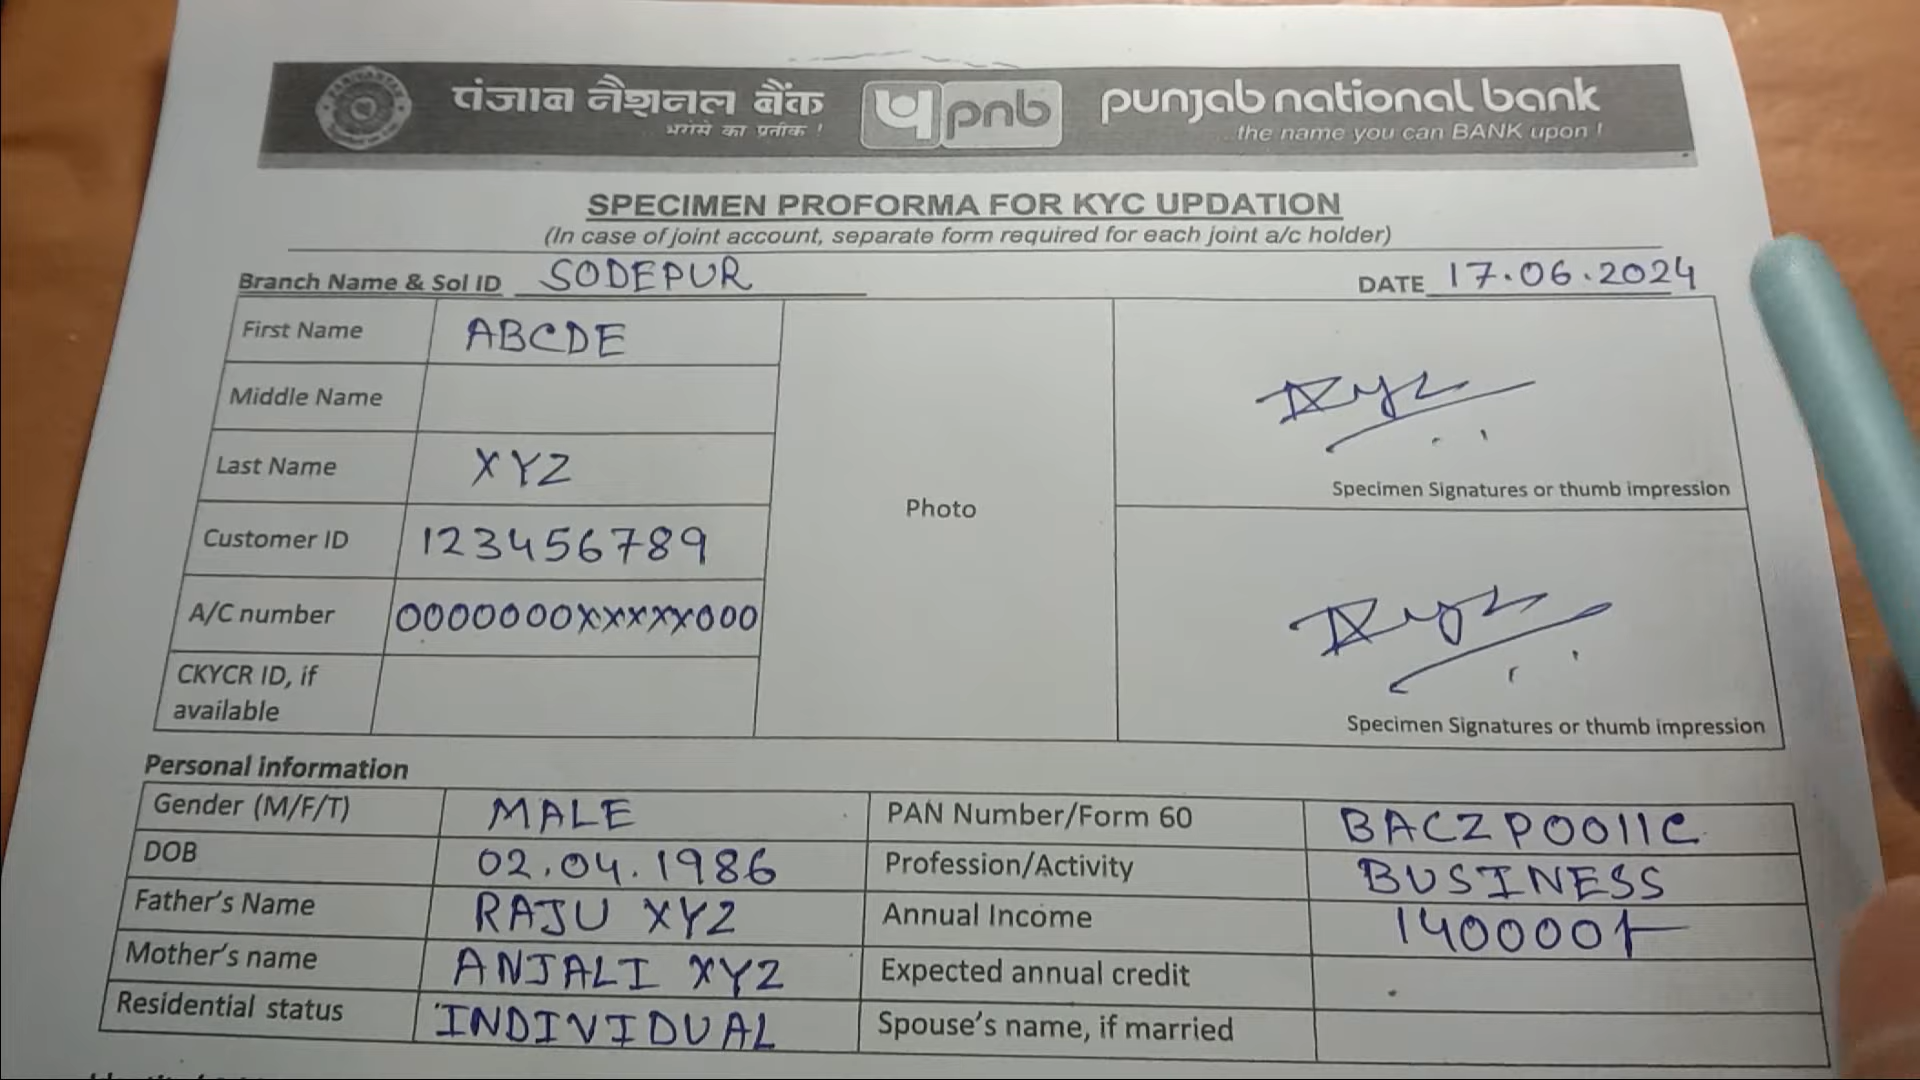 पंजाब नैशनल बैंक
भरोसे का प्रतीक !
pnb
punjab national bank
the name you can BANK upon !
SPECIMEN PROFORMA FOR KYC UPDATION
(In case of joint account, separate form required for each joint a/c holder)
Branch Name & Sol ID SODEPUR DATE 17.06.2024
First Name ABCDE
Middle Name
Last Name XYZ
Customer ID 123456789
A/C number 0000000XXXXX000
CKYCR ID, if
available
Photo
Specimen Signatures or thumb impression
Specimen Signatures or thumb impression
Personal information
Gender (M/F/T) MALE PAN Number/Form 60 BACZP0011C
DOB 02.04.1986 Profession/Activity BUSINESS
Father's Name RAJU XYZ Annual Income 140000/-
Mother's name ANJALI XYZ Expected annual credit
Residential status INDIVIDUAL Spouse's name, if married